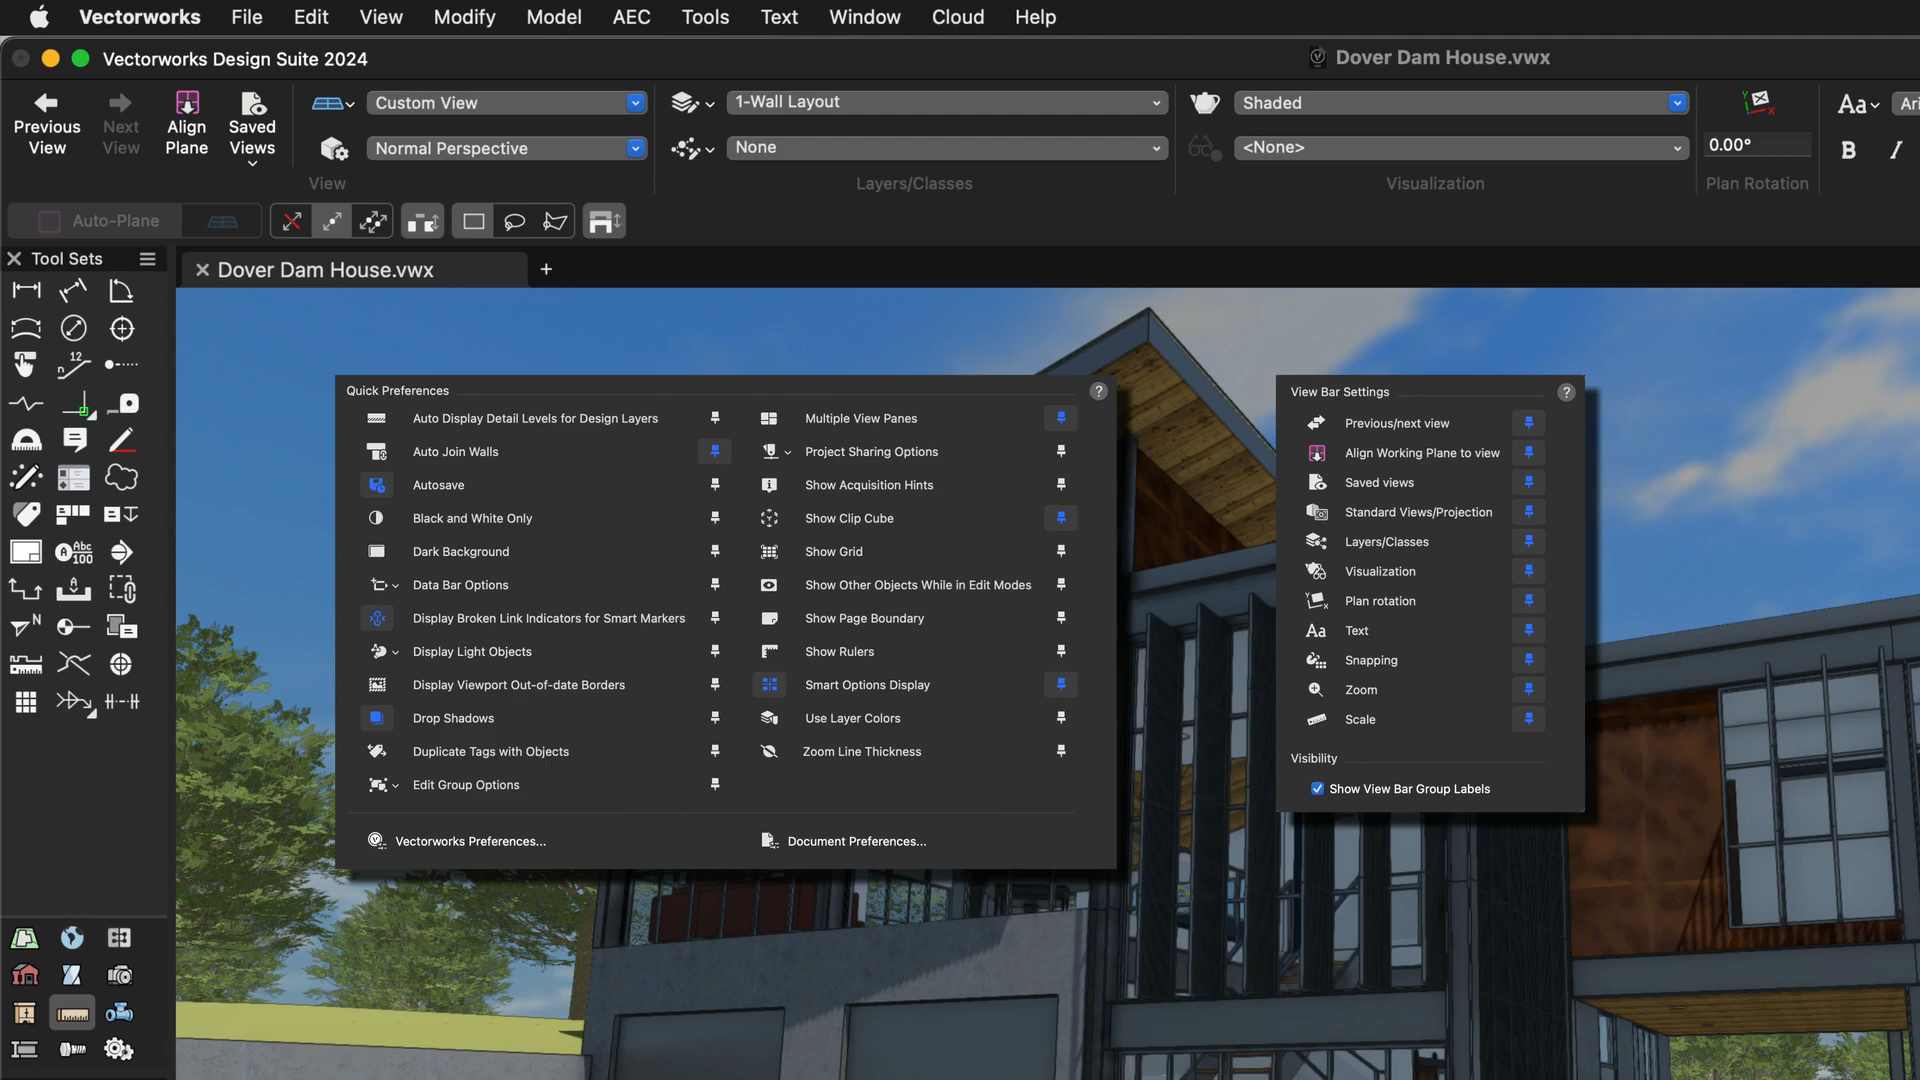 Vectorworks File Edit View Modify Model AEC Tools Text Window Cloud Help
Vectorworks Design Suite 2024
Dover Dam House.vwx
Previous View
Next View
Align Plane
Saved Views
Custom View
Normal Perspective
View
1-Wall Layout
None
Layers/Classes
Shaded
<None>
Visualization
0.00°
Plan Rotation
Aa
Ari
B I
Auto-Plane
Tool Sets
Dover Dam House.vwx
12
n
Abc
A 100
A
N
Quick Preferences ?
Auto Display Detail Levels for Design Layers
Auto Join Walls
Autosave
Black and White Only
Dark Background
Data Bar Options
Display Broken Link Indicators for Smart Markers
Display Light Objects
Display Viewport Out-of-date Borders
Drop Shadows
Duplicate Tags with Objects
Edit Group Options
Multiple View Panes
Project Sharing Options
Show Acquisition Hints
Show Clip Cube
Show Grid
Show Other Objects While in Edit Modes
Show Page Boundary
Show Rulers
Smart Options Display
Use Layer Colors
Zoom Line Thickness
Vectorworks Preferences...
Document Preferences...
View Bar Settings ?
Previous/next view
Align Working Plane to view
Saved views
Standard Views/Projection
Layers/Classes
Visualization
Plan rotation
Aa Text
Snapping
Zoom
Scale
Visibility
Show View Bar Group Labels